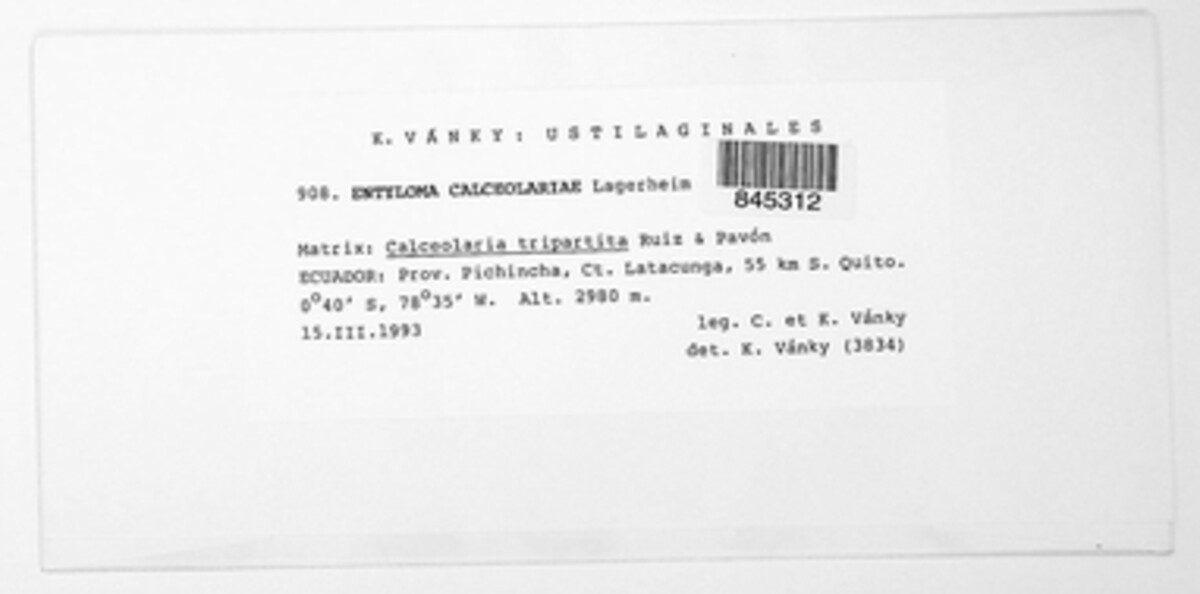 K. VÁNKY: USTILAGINALES
845312
908. ENTYLOMA CALCEOLARIAE Lagerheim
Matrix: Calceolaria tripartita Ruiz & Pavón
ECUADOR: Prov. Pichincha, Ct. Latacunga, 55 km S. Quito.
0°40' S, 78°35' W. Alt. 2980 m.
15.III.1993
leg. C. et K. Vánky
det. K. Vánky (3834)